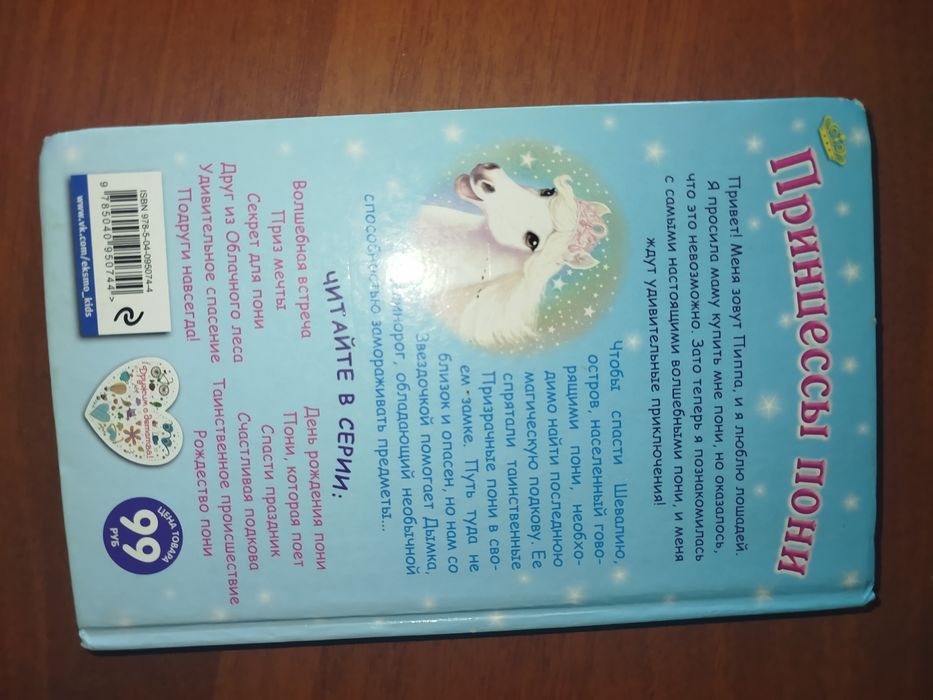 Принцессы пони
Привет! Меня зовут Пиппа, и я люблю лошадей.
Я просила маму купить мне пони, но оказалось,
что это невозможно. Зато теперь я познакомилась
с самыми настоящими волшебными пони, и меня
ждут удивительные приключения!
Чтобы спасти Шевалию,
остров, населенный гово-
рящими пони, необхо-
димо найти последнюю
магическую подкову. Ее
спрятали таинственные
Призрачные пони в сво-
ем замке. Путь туда не
близок и опасен, но нам со
Звездочкой помогает Дымка,
единорог, обладающий необычной
способностью замораживать предметы...
ЧИТАЙТЕ В СЕРИИ:
Волшебная встреча
Приз мечты
Секрет для пони
Друг из Облачного леса
Удивительное спасение
Подруги навсегда!
День рождения пони
Пони, которая поет
Спасти праздник
Счастливая подкова
Таинственное происшествие
Рождество пони
ISBN 978-5-04-095074-4
9 785040 950744 >
www.vk.com/eksmo_kids
ЦЕНА ТОВАРА
99
РУБ